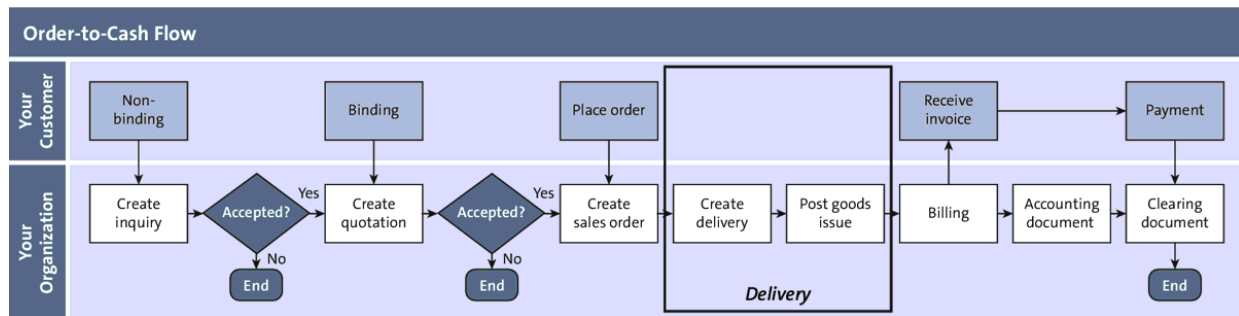 Order-to-Cash Flow
Your
Customer
Non-
binding
Binding
Place order
Receive
invoice
Payment
Your
Organization
Create
inquiry
Accepted?
Yes
No
End
Create
quotation
Accepted?
Yes
No
End
Create
sales order
Create
delivery
Post goods
issue
Delivery
Billing
Accounting
document
Clearing
document
End